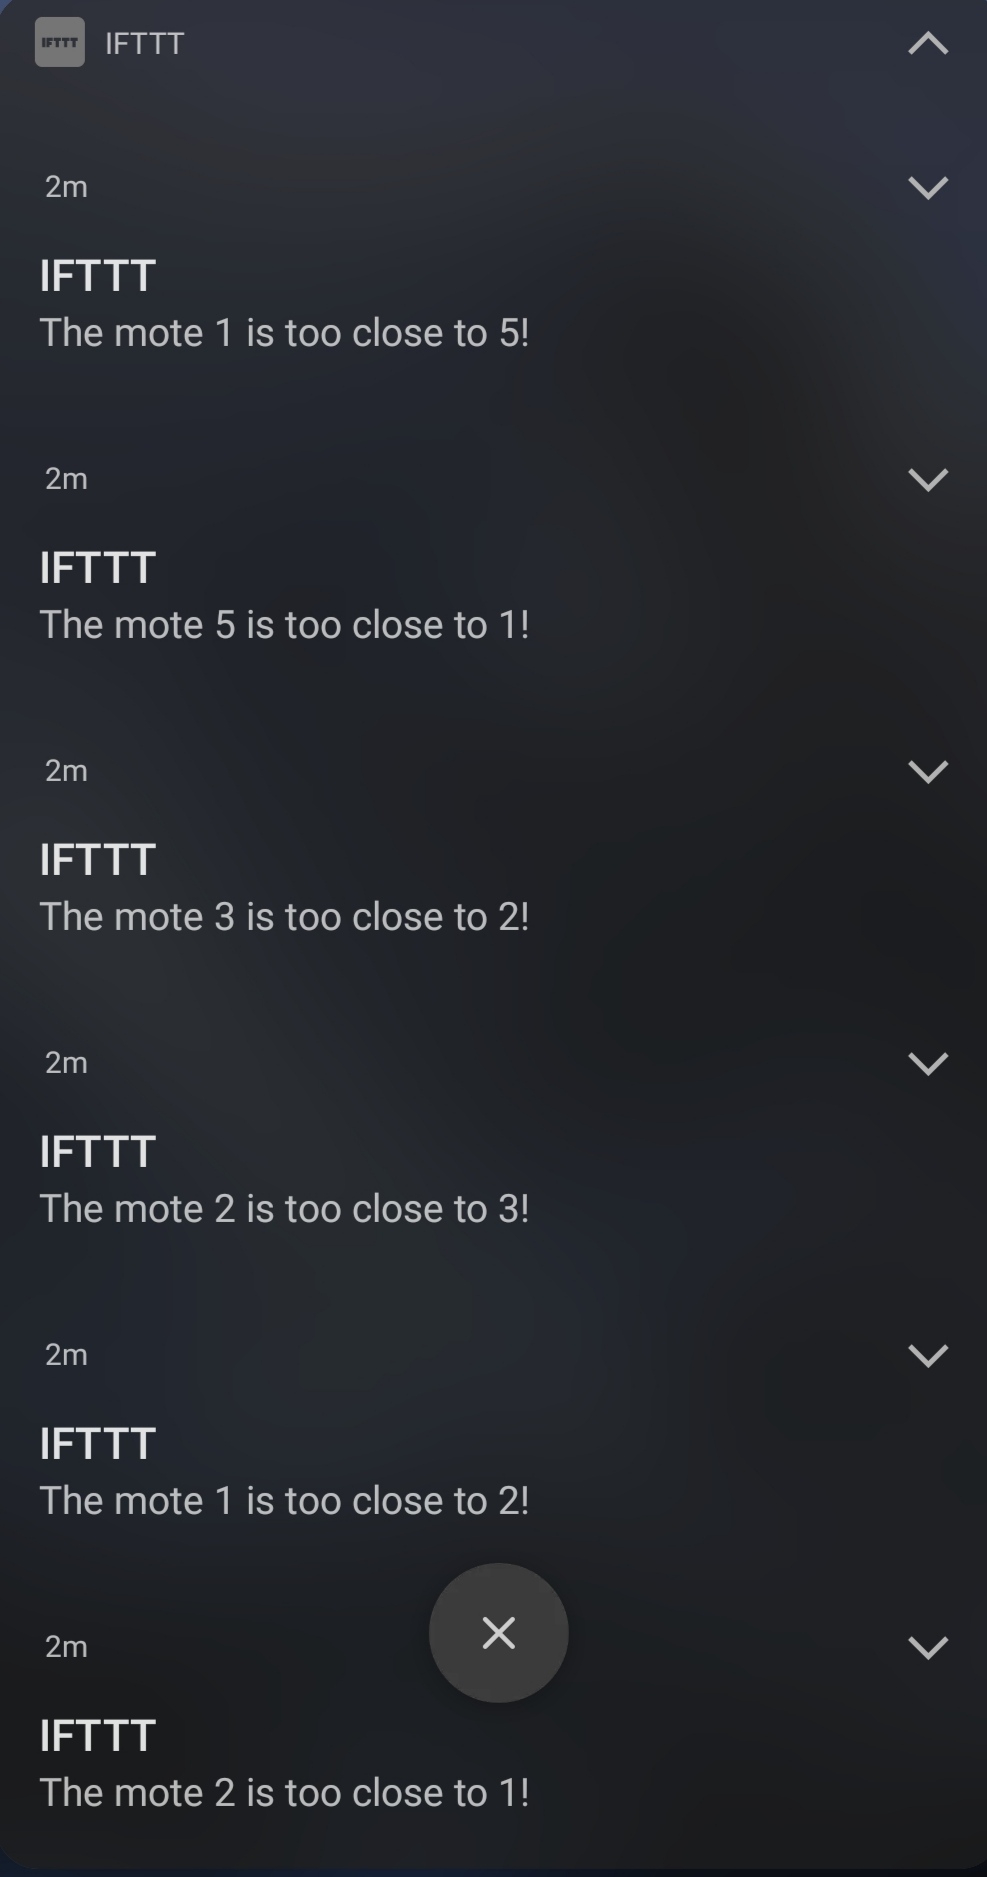 IFTTT IFTTT
2m
IFTTT
The mote 1 is too close to 5!
2m
IFTTT
The mote 5 is too close to 1!
2m
IFTTT
The mote 3 is too close to 2!
2m
IFTTT
The mote 2 is too close to 3!
2m
IFTTT
The mote 1 is too close to 2!
2m
IFTTT
The mote 2 is too close to 1!